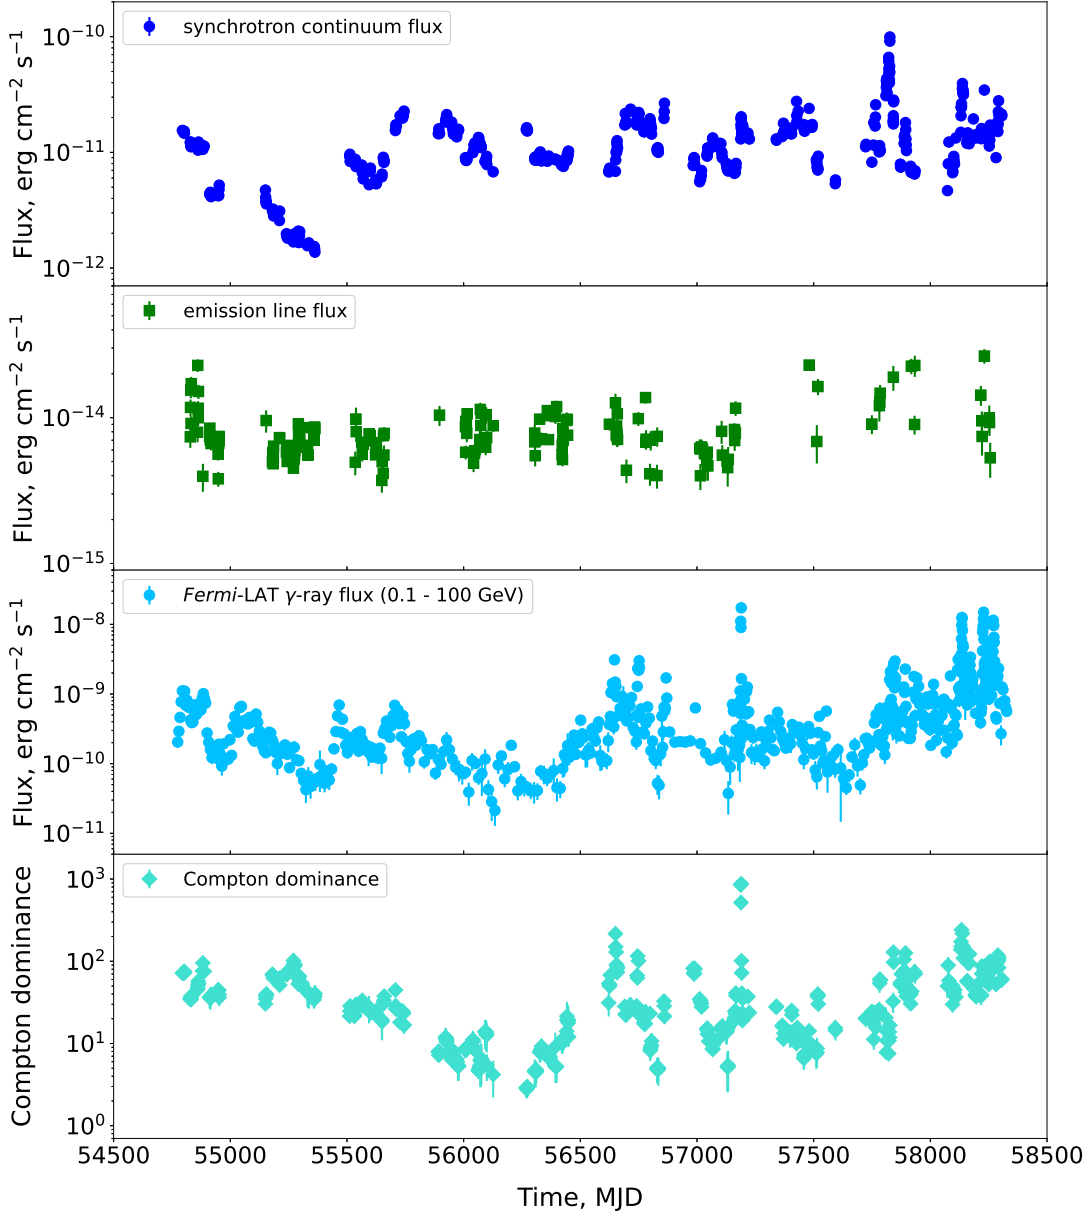 synchrotron continuum flux
Flux, erg cm⁻² s⁻¹
10⁻¹⁰
10⁻¹¹
10⁻¹²
emission line flux
Flux, erg cm⁻² s⁻¹
10⁻¹⁴
10⁻¹⁵
Fermi-LAT γ-ray flux (0.1 - 100 GeV)
Flux, erg cm⁻² s⁻¹
10⁻⁸
10⁻⁹
10⁻¹⁰
10⁻¹¹
Compton dominance
Compton dominance
10³
10²
10¹
10⁰
54500 55000 55500 56000 56500 57000 57500 58000 58500
Time, MJD